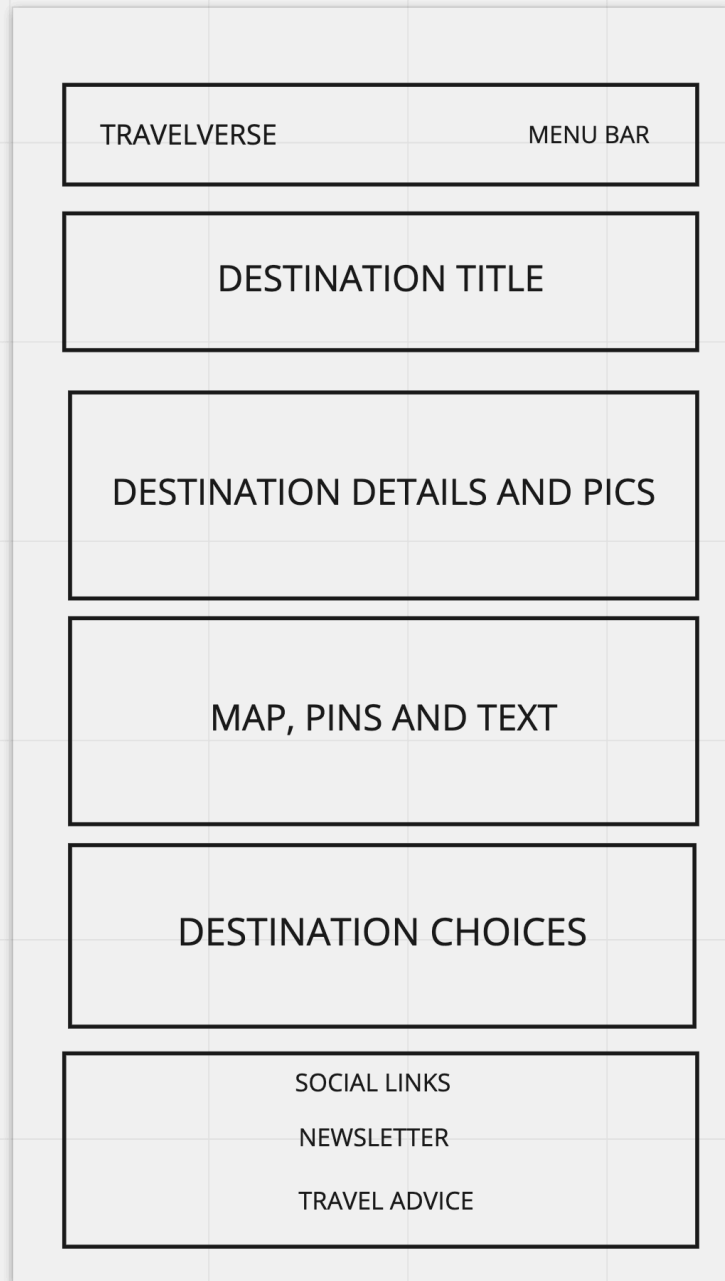 TRAVELVERSE MENU BAR
DESTINATION TITLE
DESTINATION DETAILS AND PICS
MAP, PINS AND TEXT
DESTINATION CHOICES
SOCIAL LINKS
NEWSLETTER
TRAVEL ADVICE